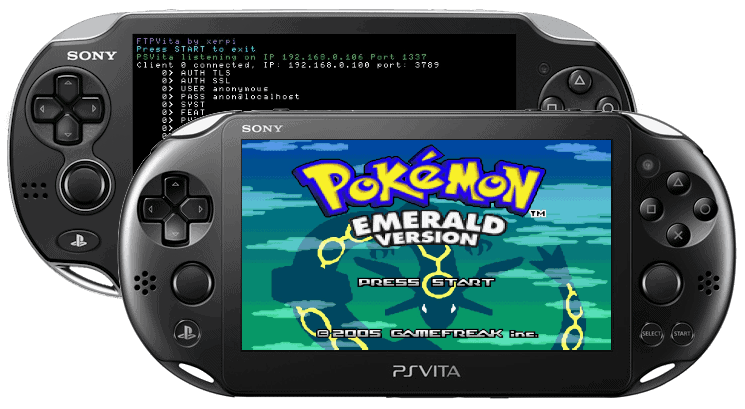 FTPVita by xerpi
Press START to exit
PSVita listening on IP 192.168.0.106 Port 1337
Client 0 connected, IP: 192.168.0.100 port: 3789
0> AUTH TLS
0> AUTH SSL
0> USER anonymous
0> PASS anon@localhost
0> SYST
0> FEAT
0>
0>
SONY
SONY
POKéMON
TM
EMERALD
VERSION
PRESS START
©2005 GAMEFREAK inc.
SELECT
START
PSVITA